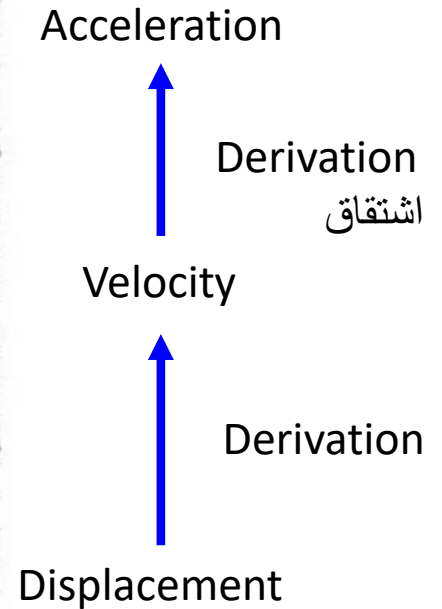 Acceleration
Derivation
اشتقاق
Velocity
Derivation
Displacement